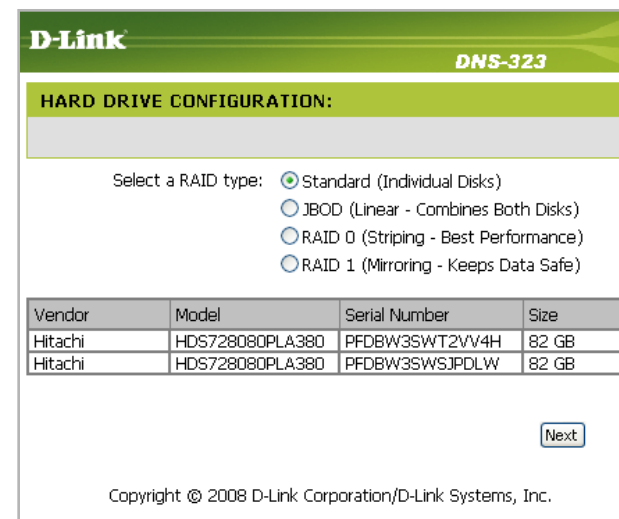 D-Link
DNS-323
HARD DRIVE CONFIGURATION:
Select a RAID type: Standard (Individual Disks)
JBOD (Linear - Combines Both Disks)
RAID 0 (Striping - Best Performance)
RAID 1 (Mirroring - Keeps Data Safe)
Vendor Model Serial Number Size
Hitachi HDS728080PLA380 PFDBW3SWT2VV4H 82 GB
Hitachi HDS728080PLA380 PFDBW3SWSJPDLW 82 GB
Next
Copyright © 2008 D-Link Corporation/D-Link Systems, Inc.